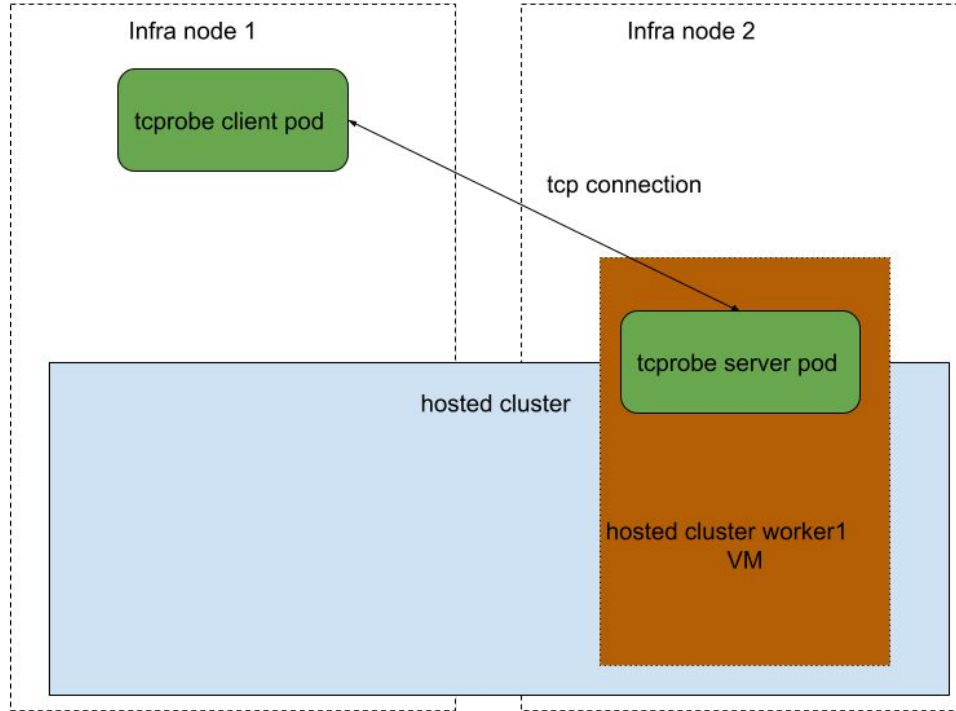 Infra node 1
Infra node 2
tcprobe client pod
tcp connection
tcprobe server pod
hosted cluster
hosted cluster worker1
VM